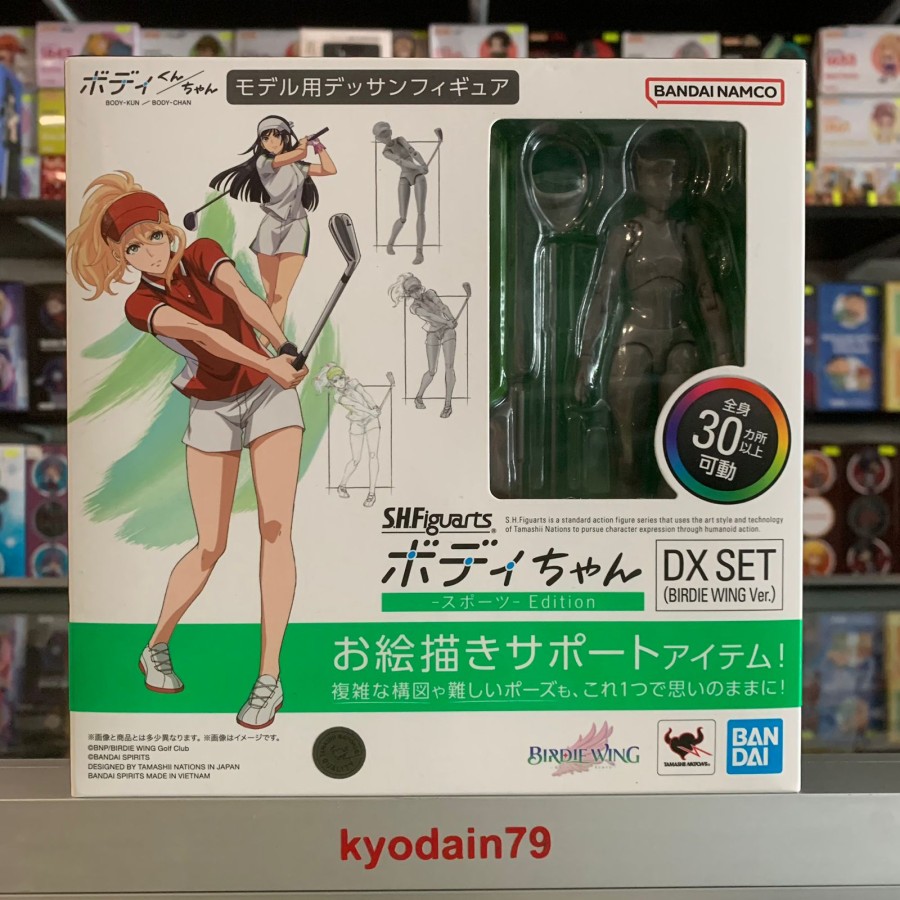 ボディくん/ちゃん
BODY-KUN / BODY-CHAN
モデル用デッサンフィギュア
BANDAI NAMCO
全身
30カ所以上
可動
S.H.Figuarts
S.H.Figuarts is a standard action figure series that uses the art style and technology
of Tamashii Nations to pursue character expression through humanoid action.
ボディちゃん
-スポーツ- Edition
DX SET
(BIRDIE WING Ver.)
お絵描きサポートアイテム!
複雑な構図や難しいポーズも、これ1つで思いのままに!
※画像と商品とは多少異なります。※画像はイメージです。
©BNP/BIRDIE WING Golf Club
©BANDAI SPIRITS
DESIGNED BY TAMASHII NATIONS IN JAPAN
BANDAI SPIRITS MADE IN VIETNAM
BIRDIE WING
TAMASHII NATIONS
BAN
DAI
kyodain79